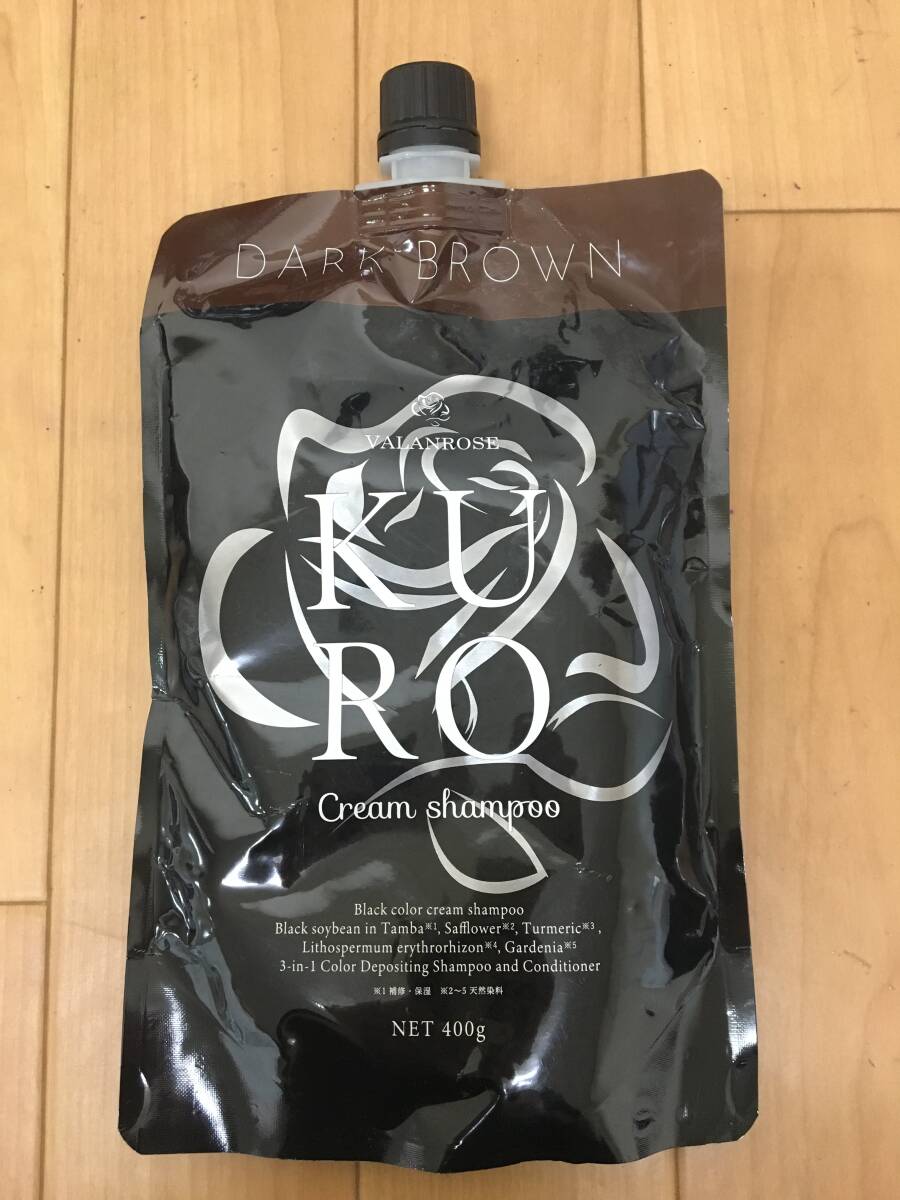 DARK BROWN
VALANROSE
KU
RO
Cream shampoo
Black color cream shampoo
Black soybean in Tamba※1, Safflower※2, Turmeric※3,
Lithospermum erythrorhizon※4, Gardenia※5
3-in-1 Color Depositing Shampoo and Conditioner
※1 補修・保湿 ※2～5 天然染料
NET 400g